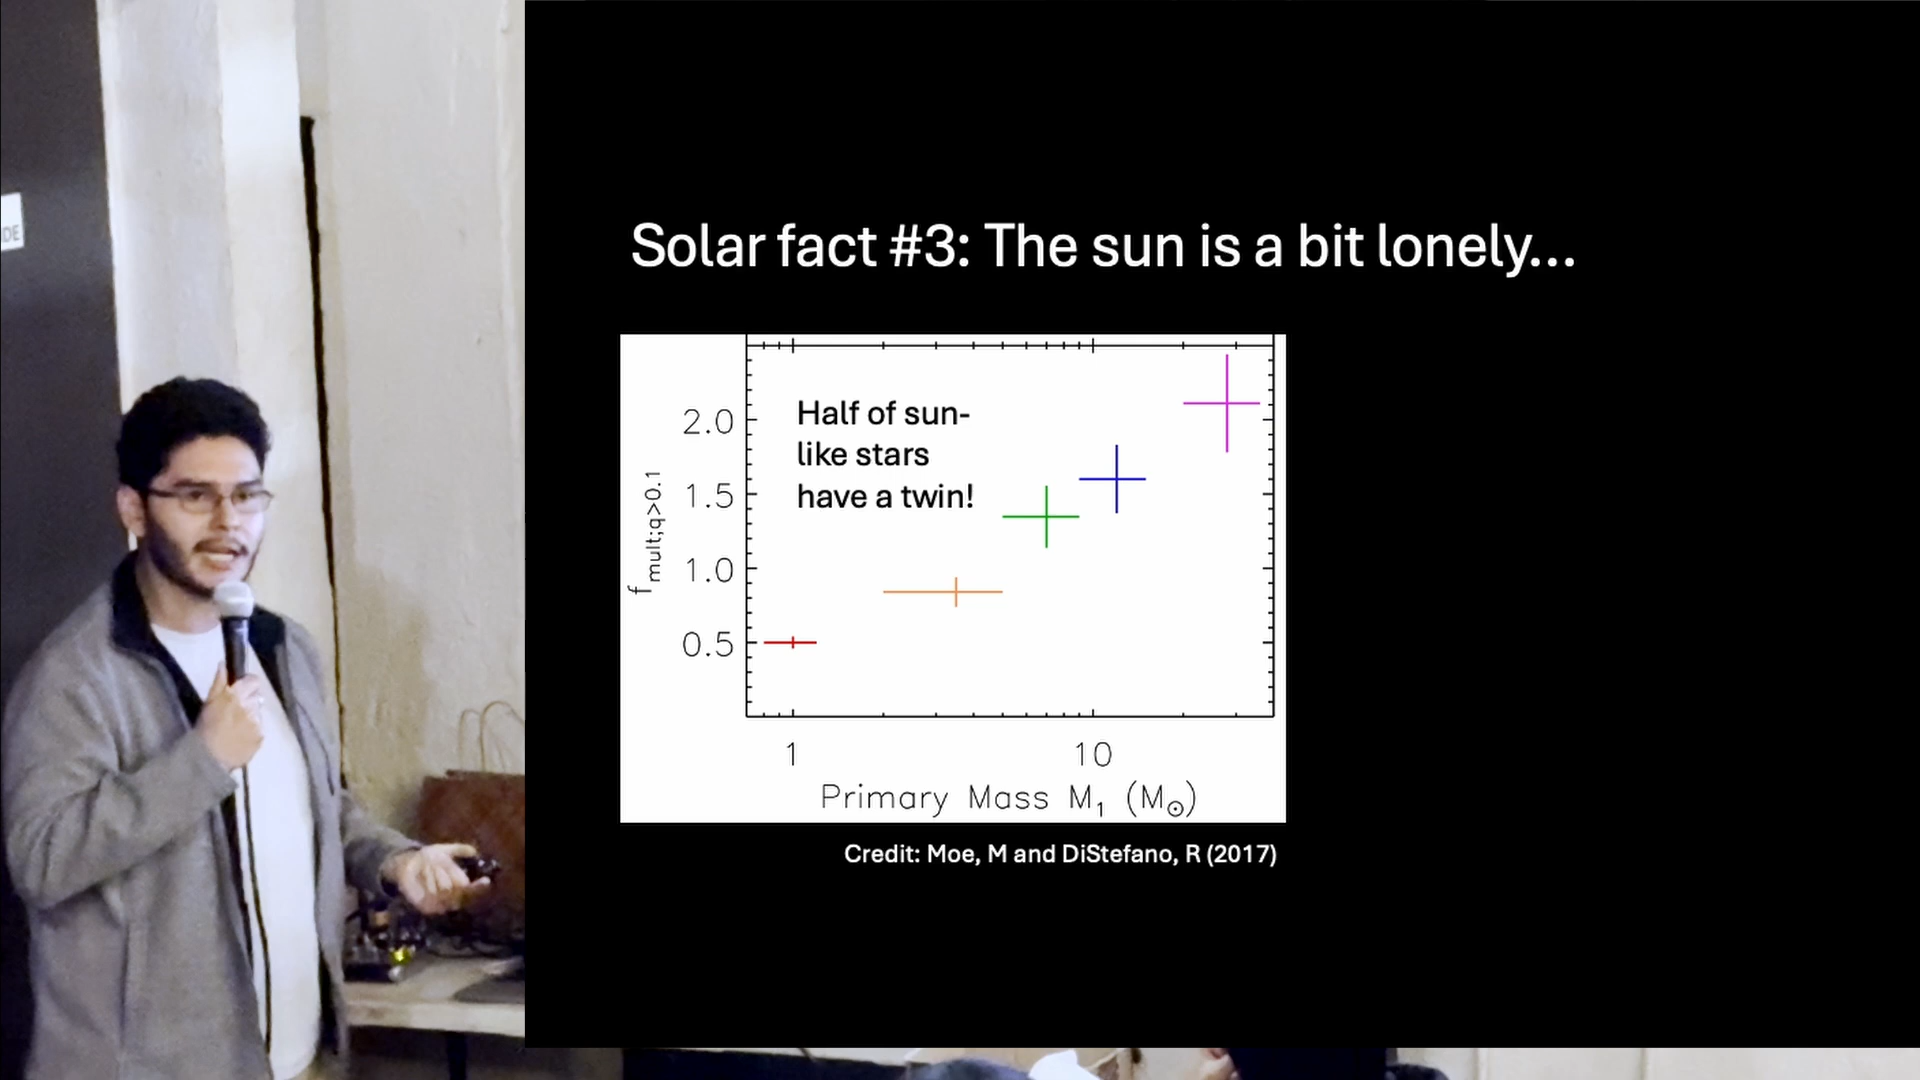 IDE
Solar fact #3: The sun is a bit lonely...
Half of sun-
like stars
have a twin!
2.0
1.5
1.0
0.5
f mult;q>0.1
1 10
Primary Mass M₁ (M⊙)
Credit: Moe, M and DiStefano, R (2017)